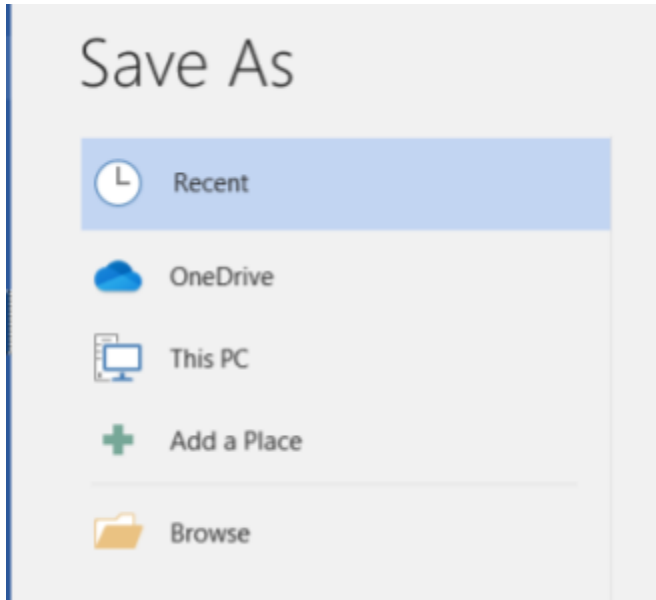 Save As
Recent
OneDrive
This PC
Add a Place
Browse